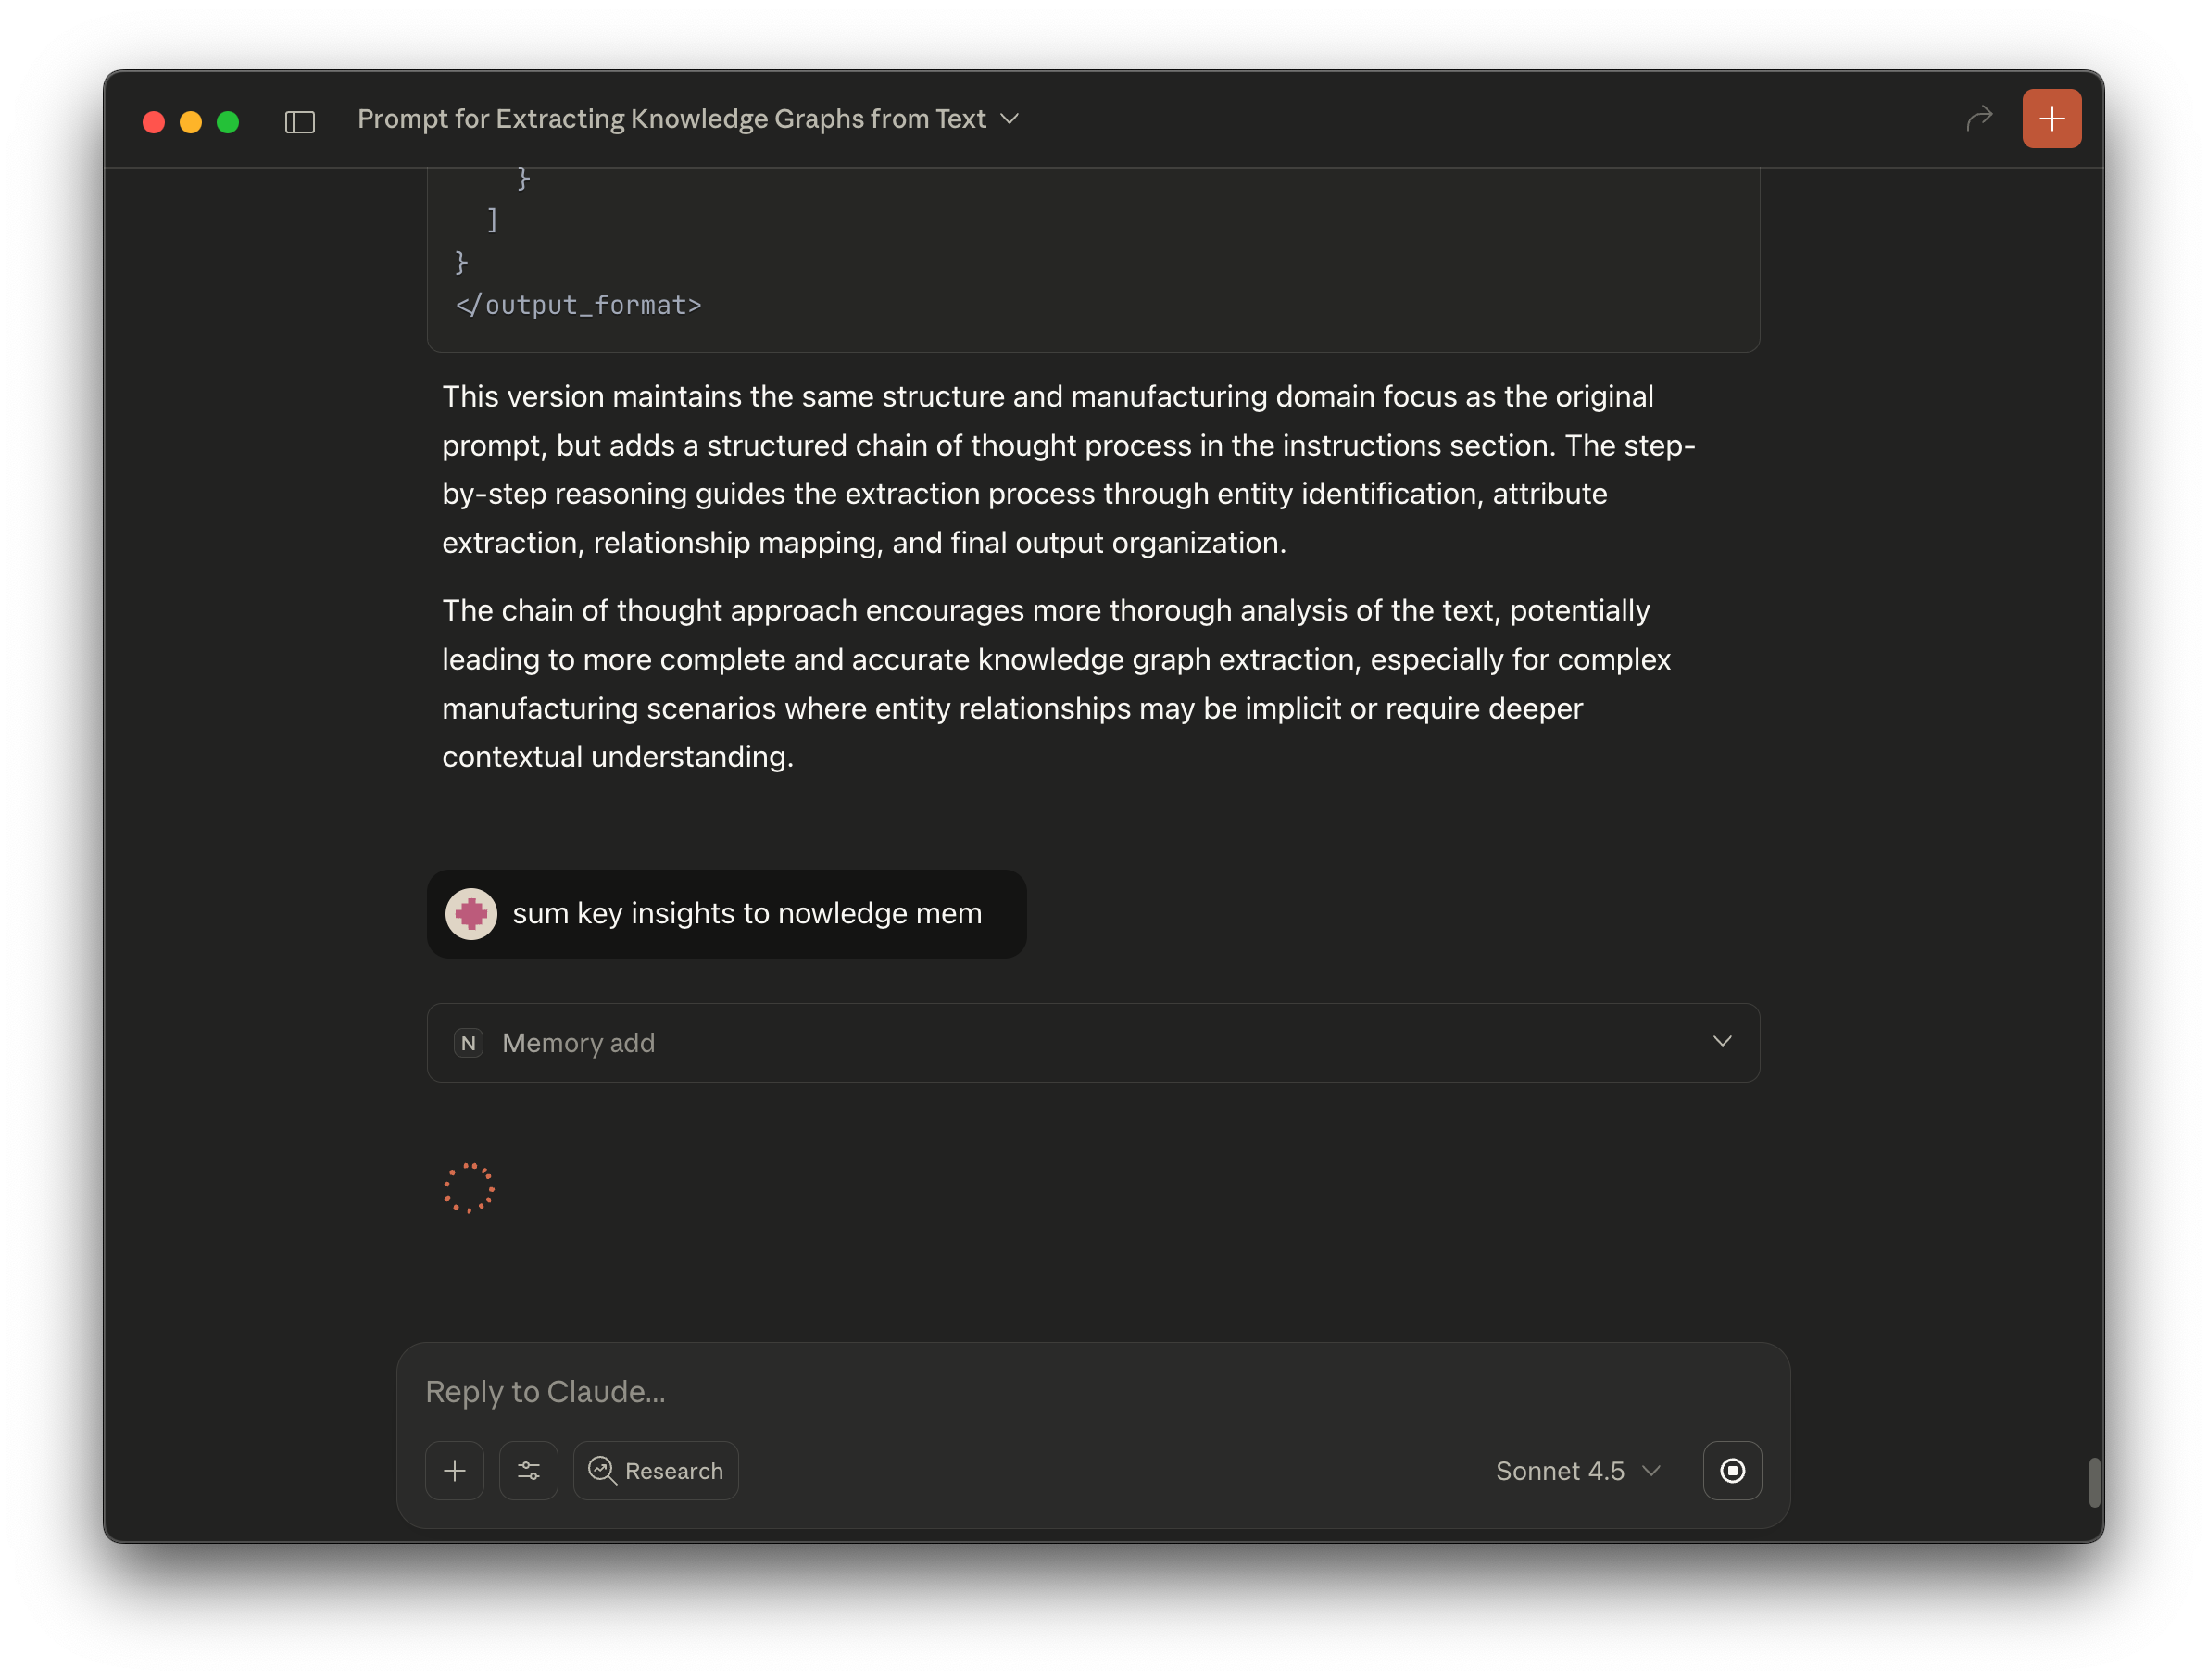 Prompt for Extracting Knowledge Graphs from Text
}
]
}
</output_format>
This version maintains the same structure and manufacturing domain focus as the original
prompt, but adds a structured chain of thought process in the instructions section. The step-
by-step reasoning guides the extraction process through entity identification, attribute
extraction, relationship mapping, and final output organization.
The chain of thought approach encourages more thorough analysis of the text, potentially
leading to more complete and accurate knowledge graph extraction, especially for complex
manufacturing scenarios where entity relationships may be implicit or require deeper
contextual understanding.
sum key insights to nowledge mem
N Memory add
Reply to Claude...
Research
Sonnet 4.5